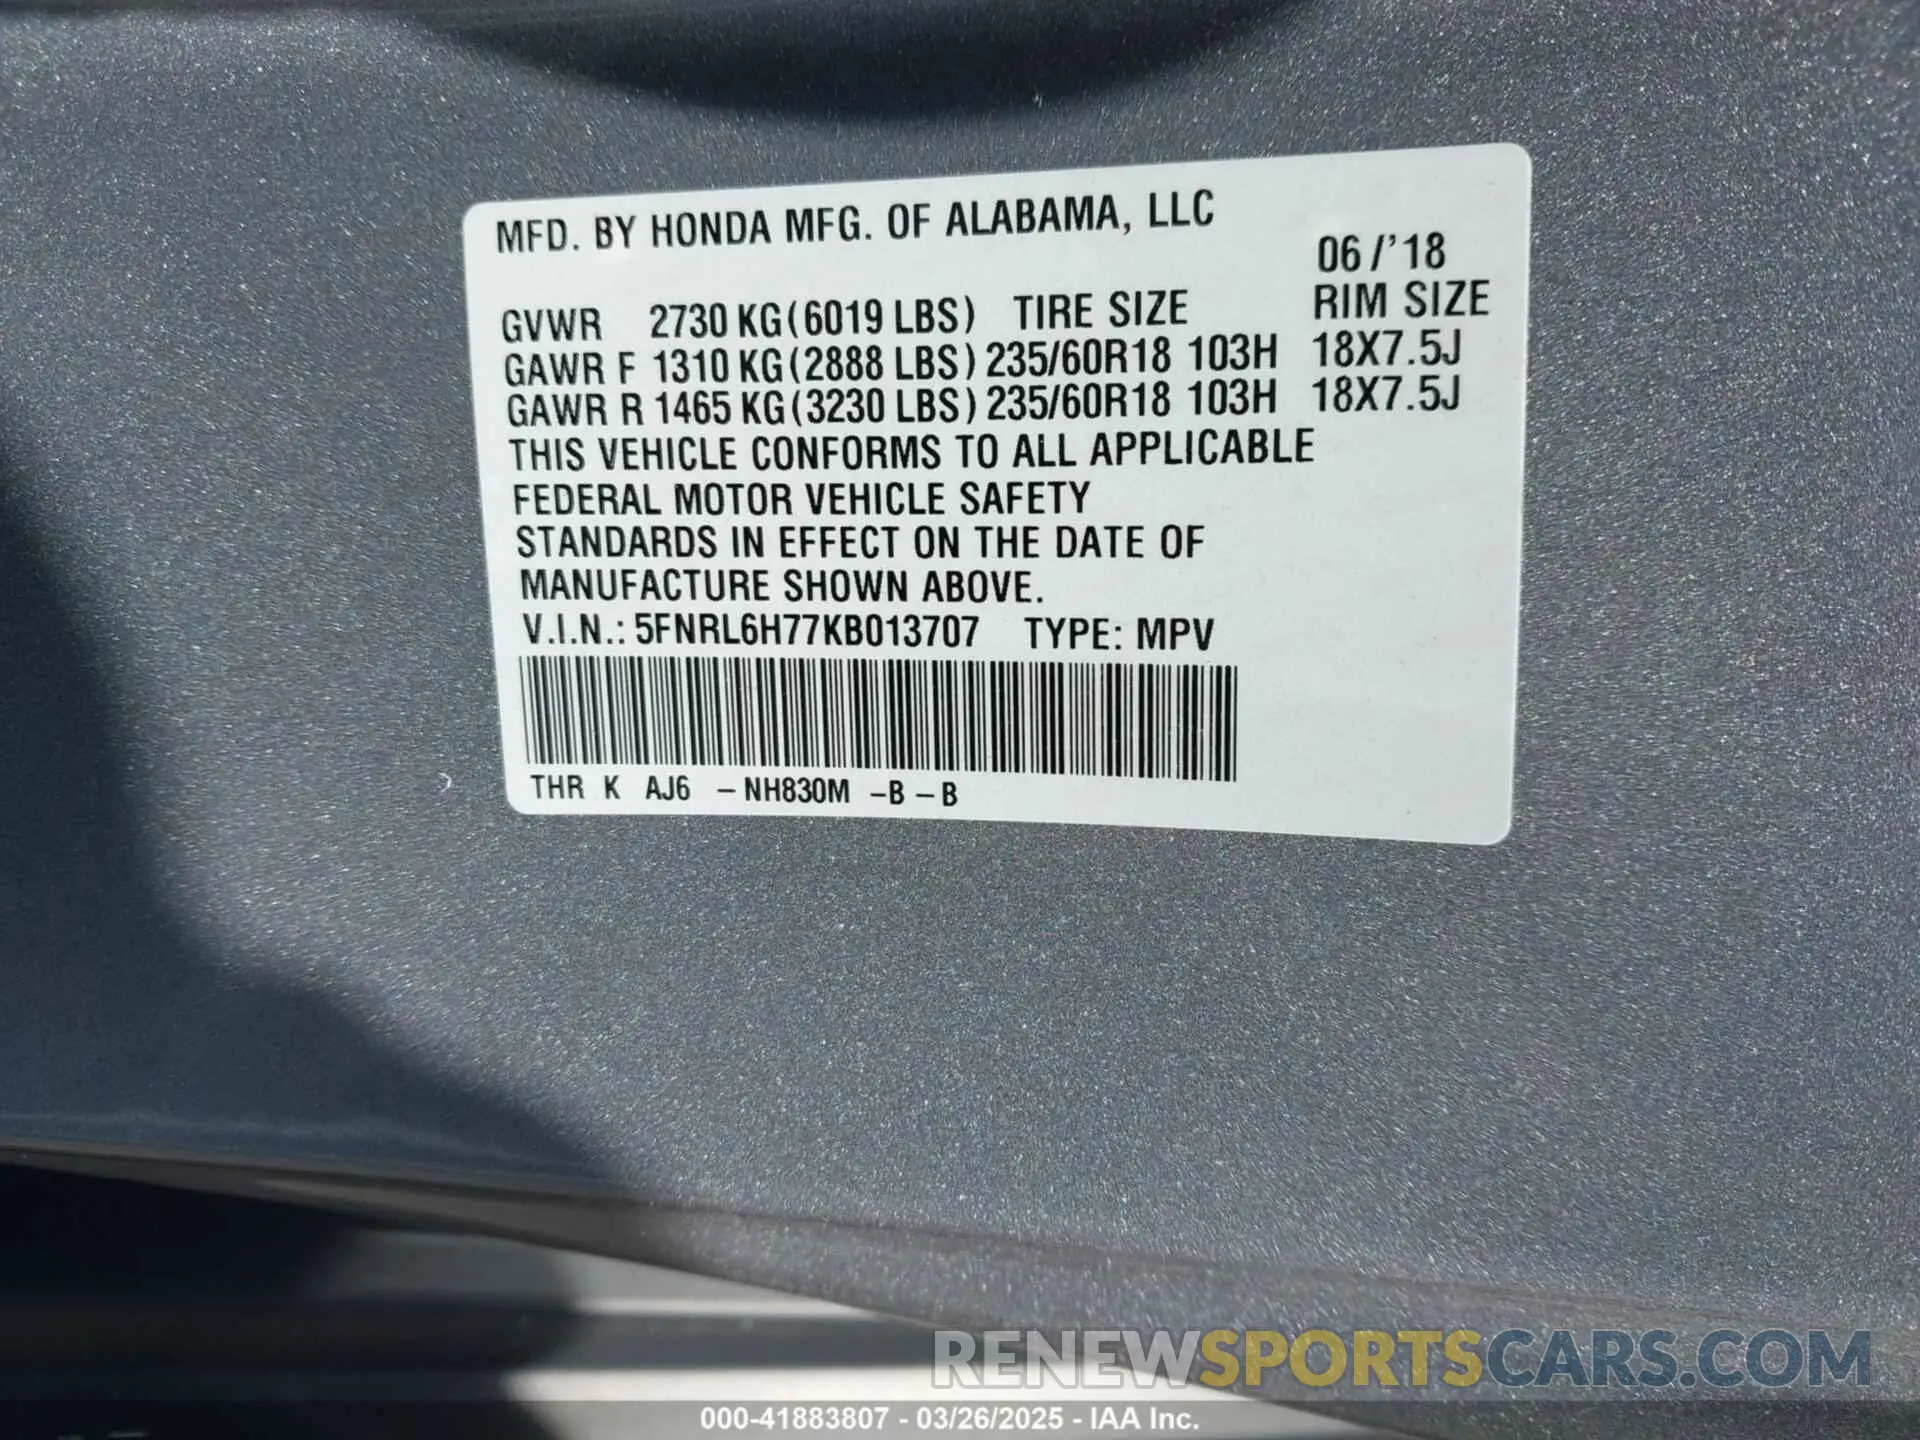 MFD. BY HONDA MFG. OF ALABAMA, LLC
06/'18
GVWR 2730 KG(6019 LBS) TIRE SIZE RIM SIZE
GAWR F 1310 KG(2888 LBS) 235/60R18 103H 18X7.5J
GAWR R 1465 KG(3230 LBS) 235/60R18 103H 18X7.5J
THIS VEHICLE CONFORMS TO ALL APPLICABLE
FEDERAL MOTOR VEHICLE SAFETY
STANDARDS IN EFFECT ON THE DATE OF
MANUFACTURE SHOWN ABOVE.
V.I.N.: 5FNRL6H77KB013707 TYPE: MPV
THR K AJ6 -NH830M -B -B
RENEWSPORTSCARS.COM
000-41883807 - 03/26/2025 - IAA Inc.